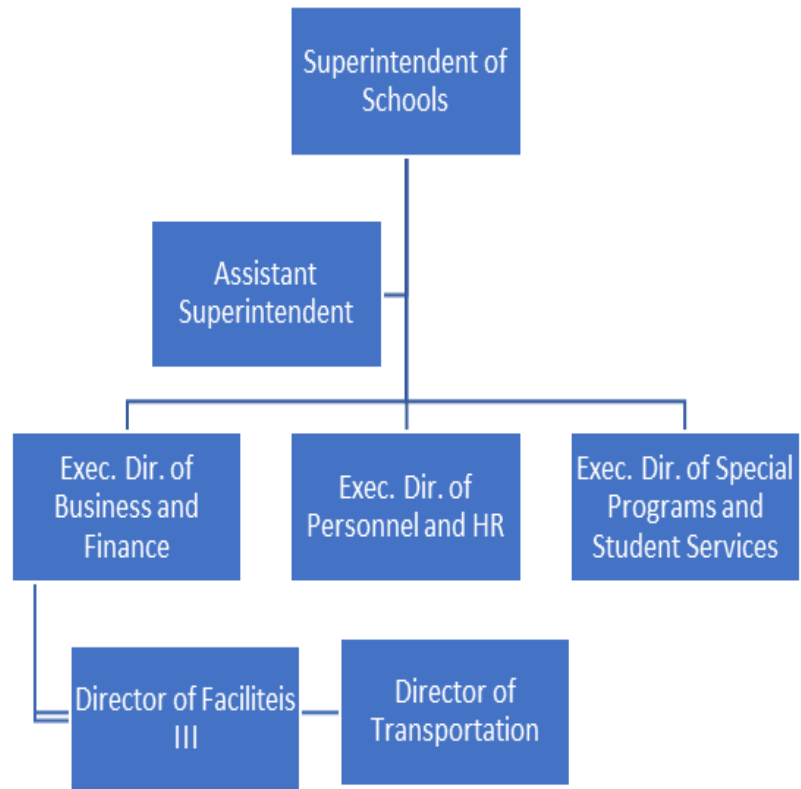 Superintendent of
Schools
Assistant
Superintendent
Exec. Dir. of
Business and
Finance
Exec. Dir. of
Personnel and HR
Exec. Dir. of Special
Programs and
Student Services
Director of Faciliteis
III
Director of
Transportation